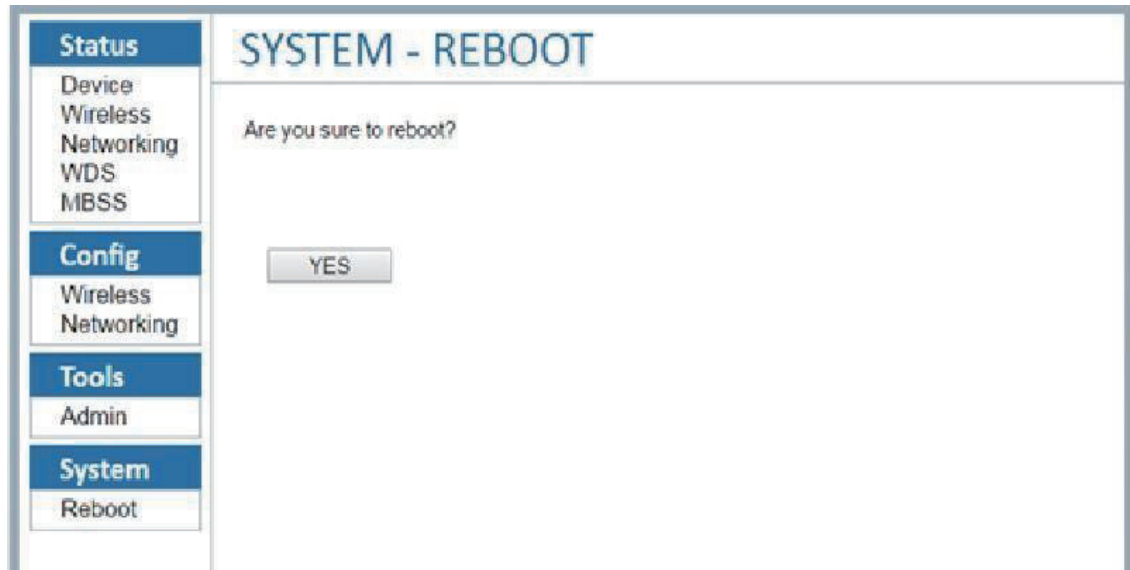 Status
Device
Wireless
Networking
WDS
MBSS
Config
Wireless
Networking
Tools
Admin
System
Reboot
SYSTEM - REBOOT
Are you sure to reboot?
YES